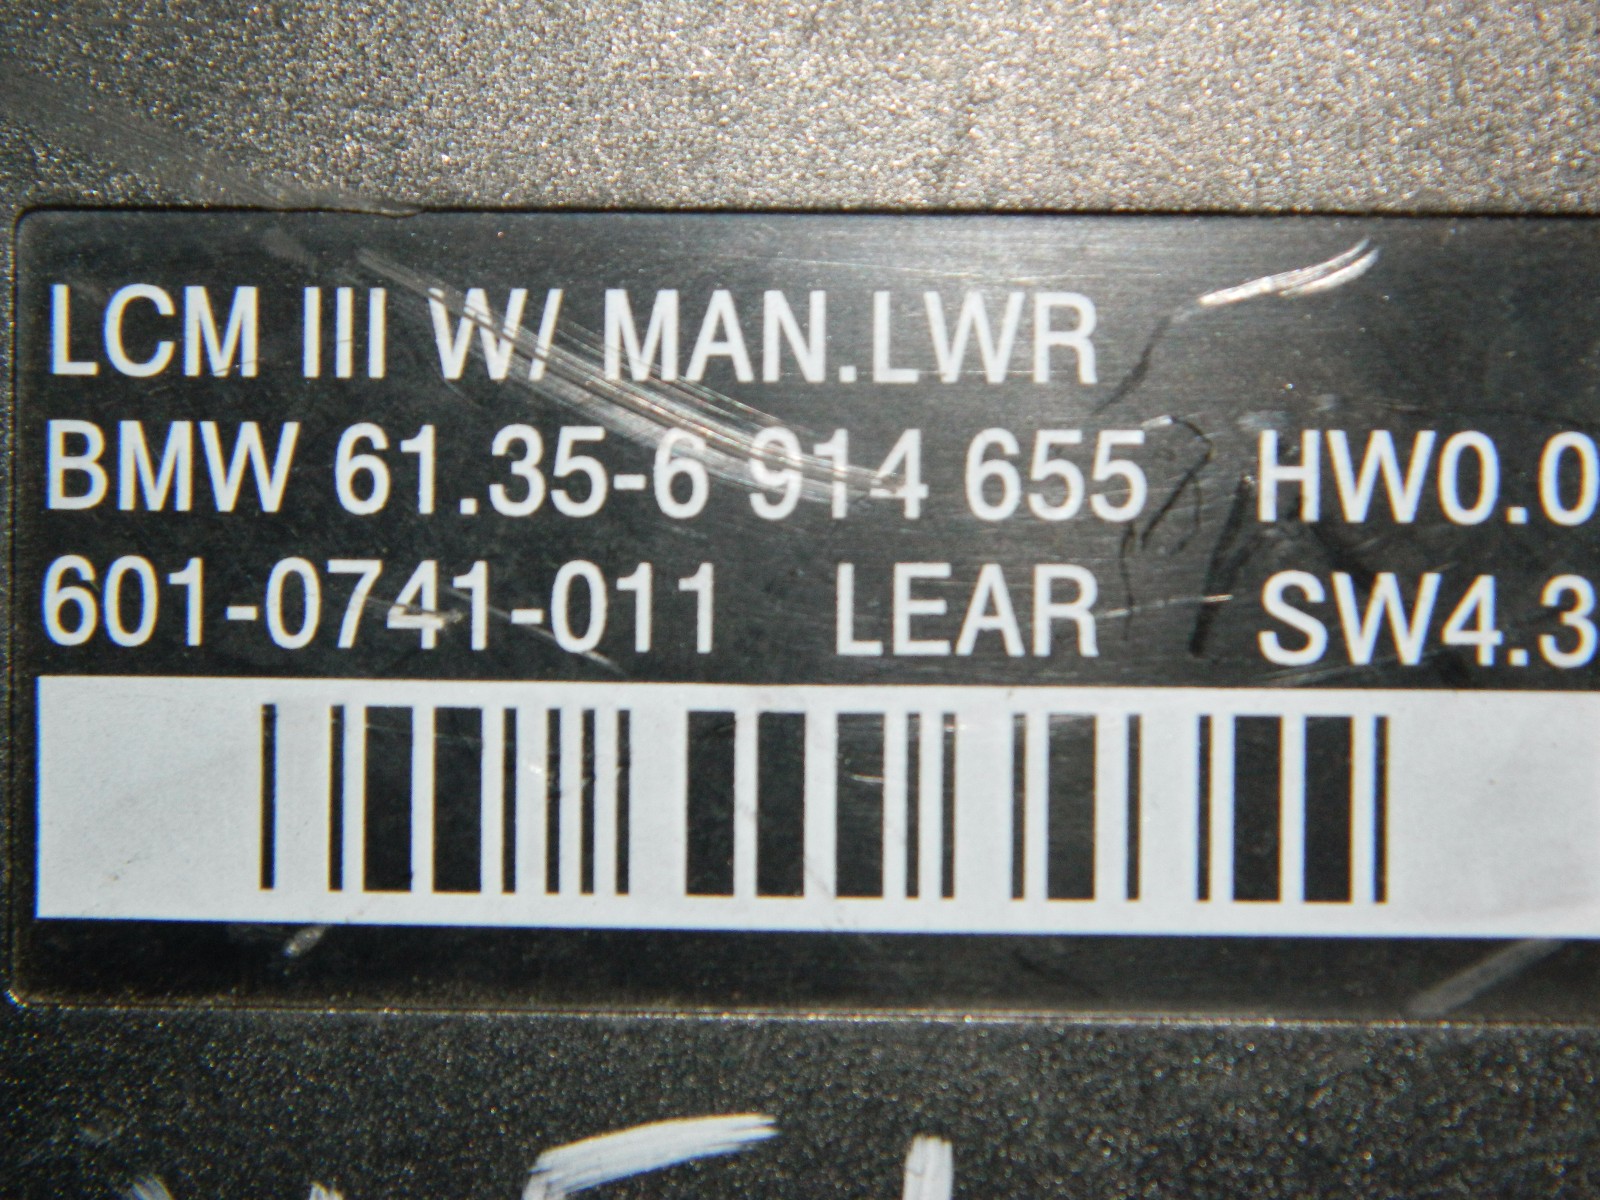 LCM III W/ MAN.LWR
BMW 61.35-6 914 655 HW0.0
601-0741-011 LEAR SW4.3